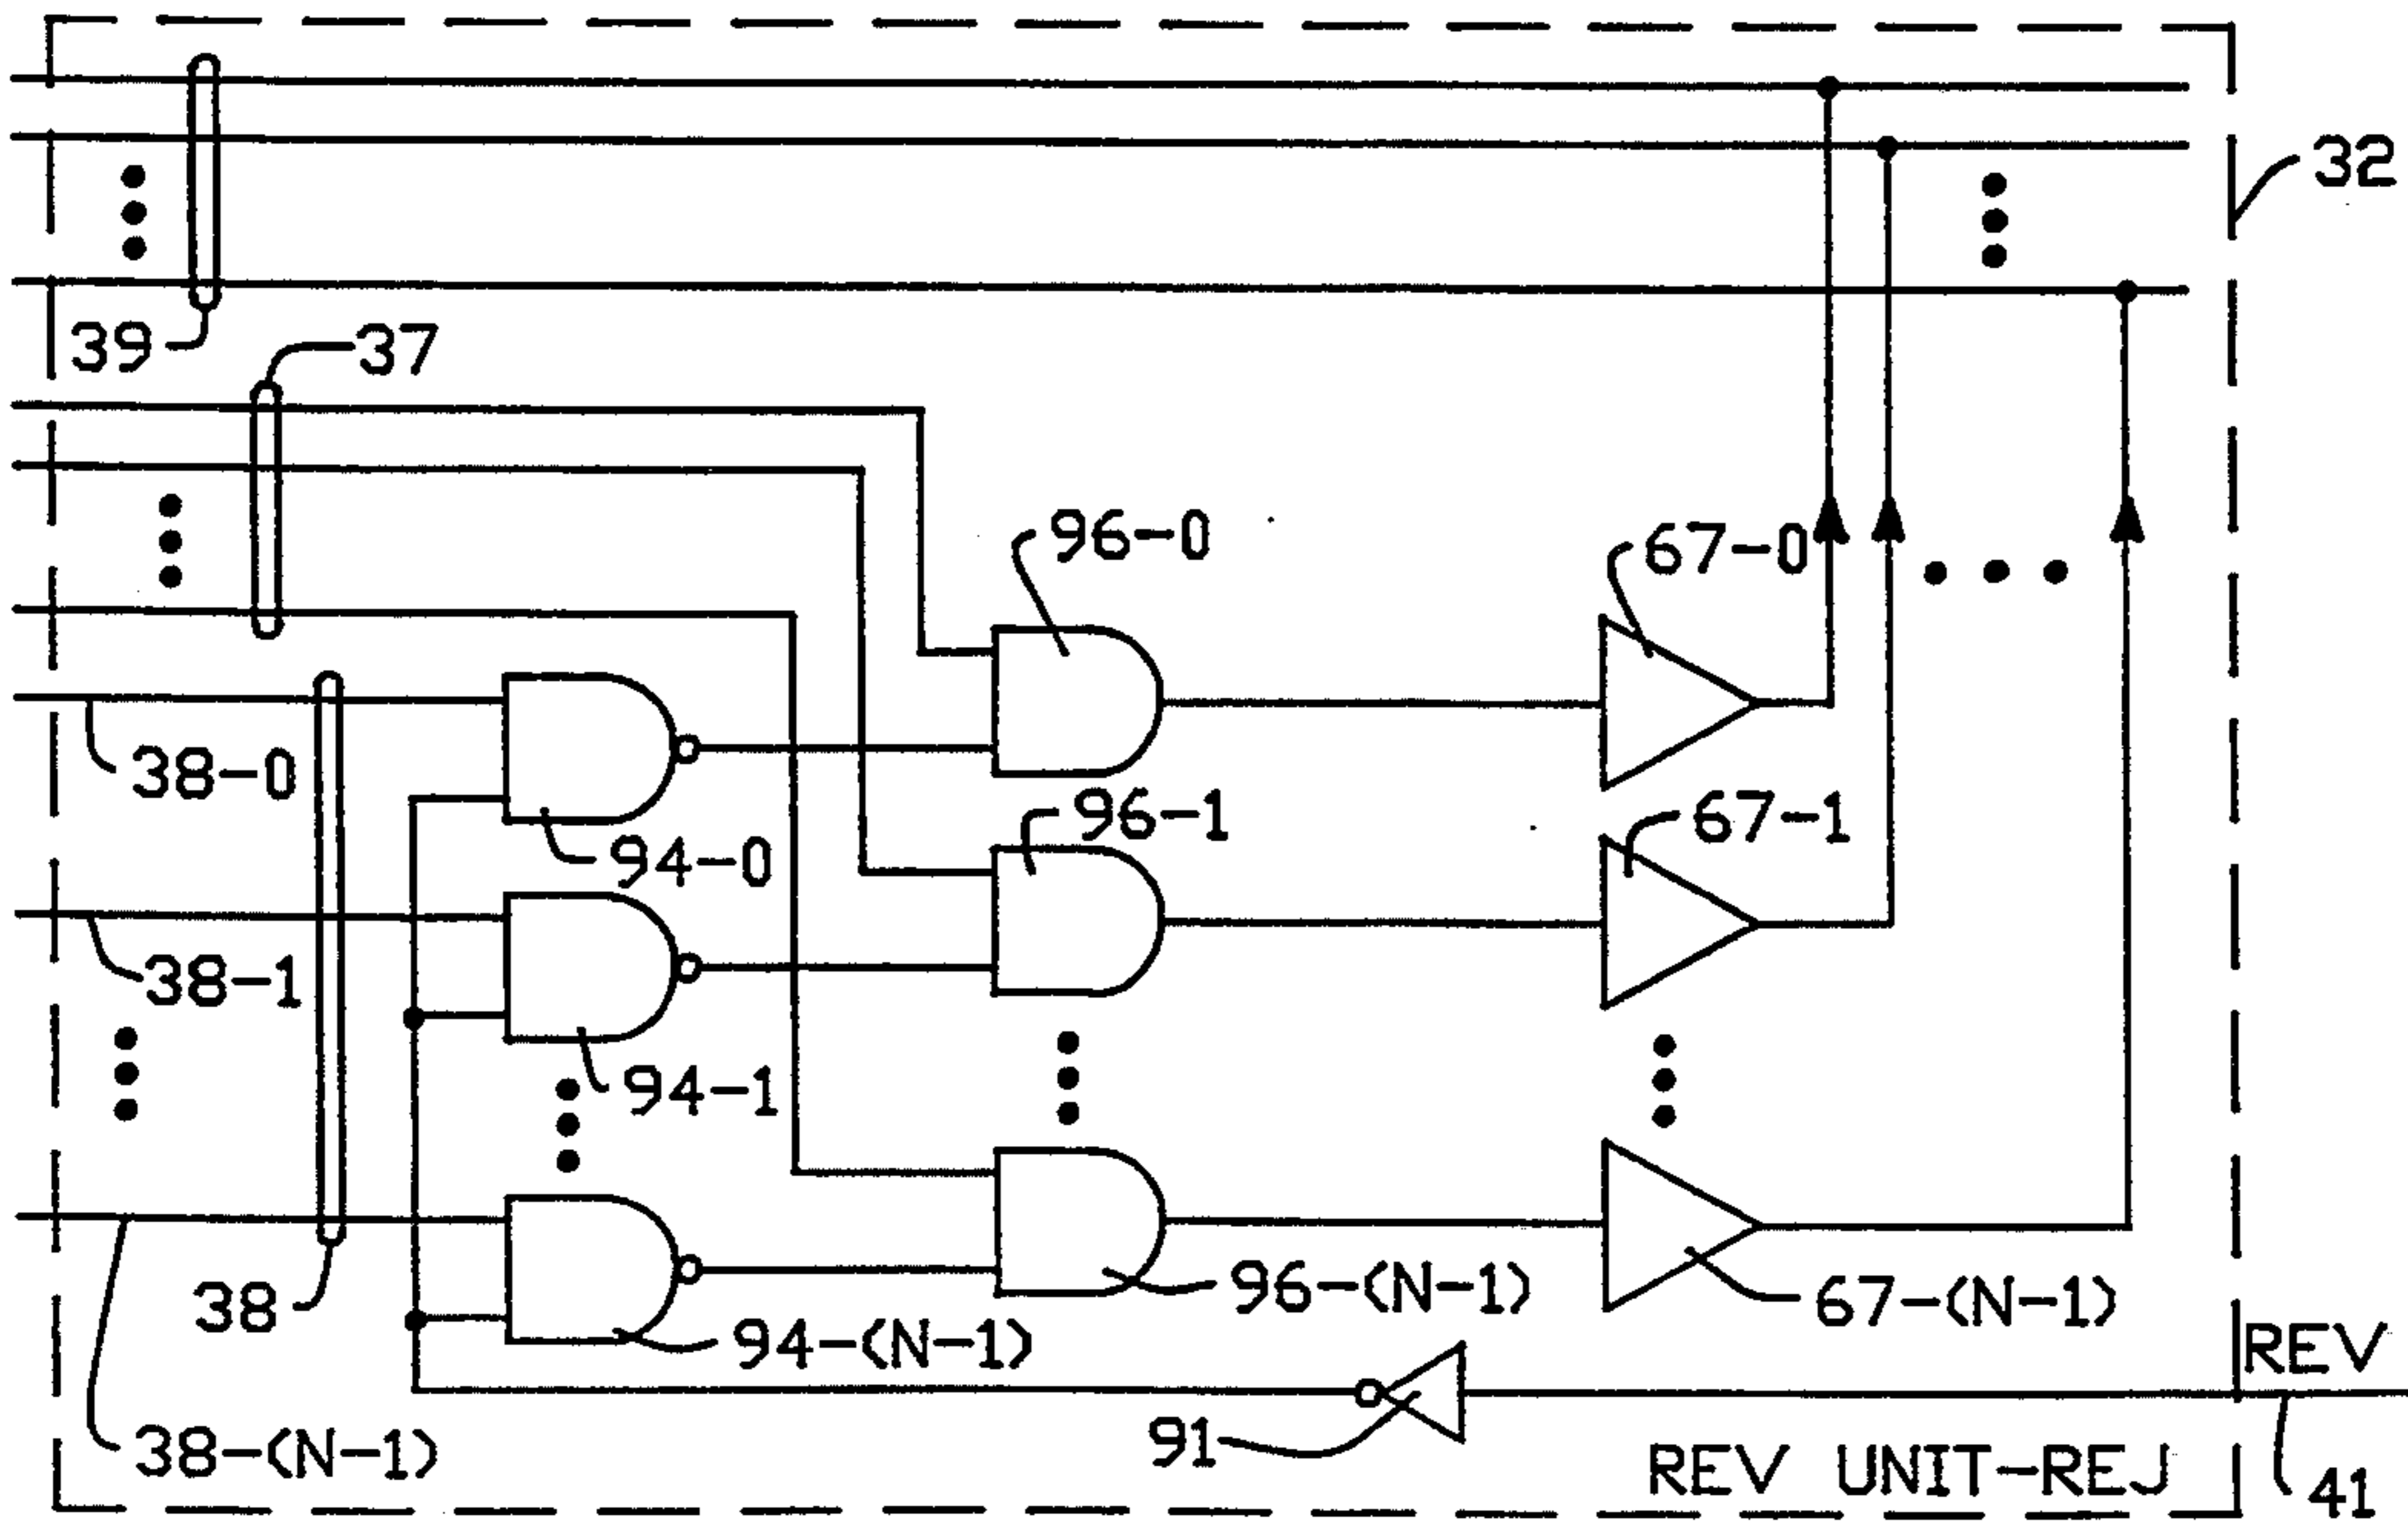 32
39
37
96-0
67-0
38-0
96-1
67-1
94-0
38-1
94-1
96-(N-1)
67-(N-1)
38
94-(N-1)
REV
91
38-(N-1)
REV UNIT-REJ
41